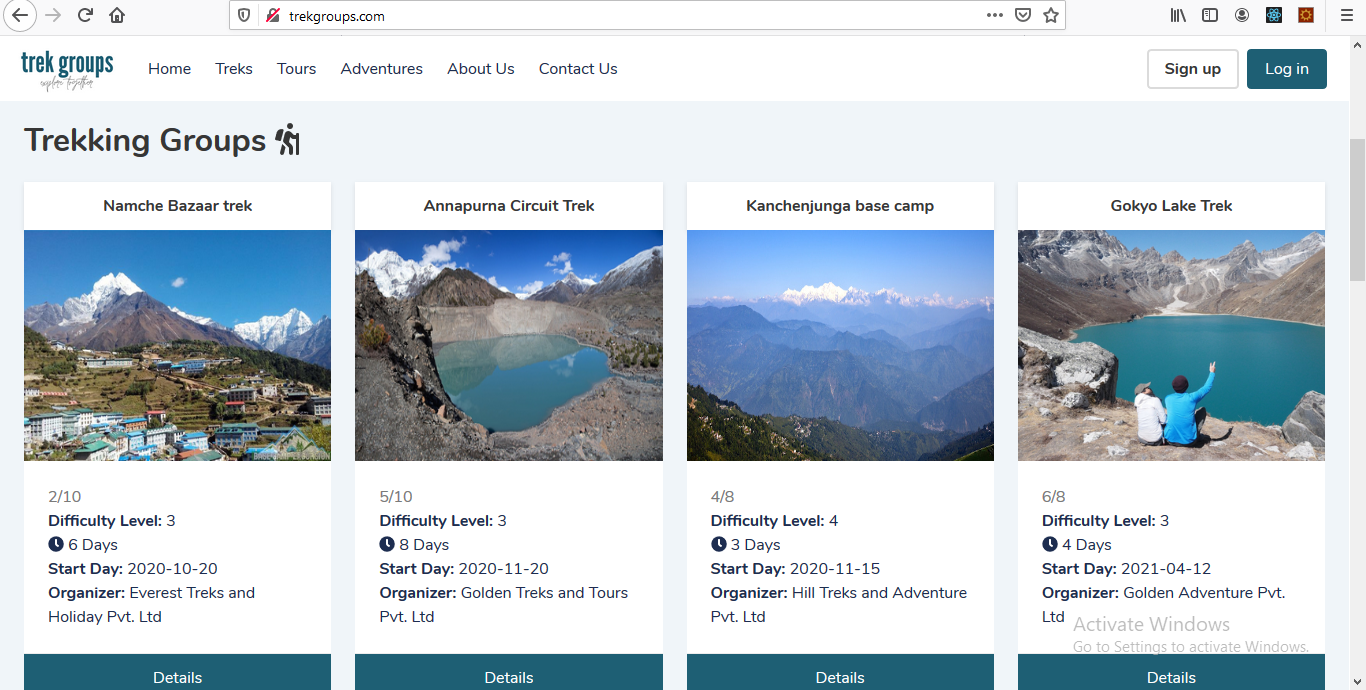 trekgroups.com
trek groups
explore together
Home Treks Tours Adventures About Us Contact Us
Sign up Log in
Trekking Groups
Namche Bazaar trek
2/10
Difficulty Level: 3
6 Days
Start Day: 2020-10-20
Organizer: Everest Treks and
Holiday Pvt. Ltd
Details
Annapurna Circuit Trek
5/10
Difficulty Level: 3
8 Days
Start Day: 2020-11-20
Organizer: Golden Treks and Tours
Pvt. Ltd
Details
Kanchenjunga base camp
4/8
Difficulty Level: 4
3 Days
Start Day: 2020-11-15
Organizer: Hill Treks and Adventure
Pvt. Ltd
Details
Gokyo Lake Trek
6/8
Difficulty Level: 3
4 Days
Start Day: 2021-04-12
Organizer: Golden Adventure Pvt.
Ltd
Details
Activate Windows
Go to Settings to activate Windows.